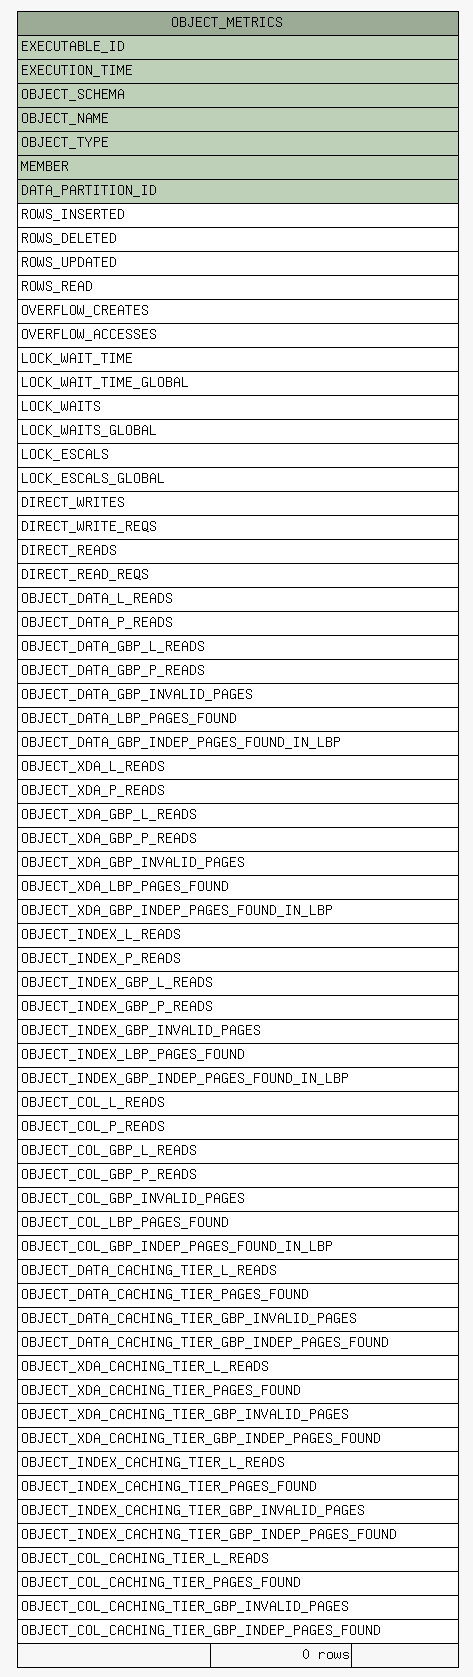 OBJECT_METRICS
EXECUTABLE_ID
EXECUTION_TIME
OBJECT_SCHEMA
OBJECT_NAME
OBJECT_TYPE
MEMBER
DATA_PARTITION_ID
ROWS_INSERTED
ROWS_DELETED
ROWS_UPDATED
ROWS_READ
OVERFLOW_CREATES
OVERFLOW_ACCESSES
LOCK_WAIT_TIME
LOCK_WAIT_TIME_GLOBAL
LOCK_WAITS
LOCK_WAITS_GLOBAL
LOCK_ESCALS
LOCK_ESCALS_GLOBAL
DIRECT_WRITES
DIRECT_WRITE_REQS
DIRECT_READS
DIRECT_READ_REQS
OBJECT_DATA_L_READS
OBJECT_DATA_P_READS
OBJECT_DATA_GBP_L_READS
OBJECT_DATA_GBP_P_READS
OBJECT_DATA_GBP_INVALID_PAGES
OBJECT_DATA_LBP_PAGES_FOUND
OBJECT_DATA_GBP_INDEP_PAGES_FOUND_IN_LBP
OBJECT_XDA_L_READS
OBJECT_XDA_P_READS
OBJECT_XDA_GBP_L_READS
OBJECT_XDA_GBP_P_READS
OBJECT_XDA_GBP_INVALID_PAGES
OBJECT_XDA_LBP_PAGES_FOUND
OBJECT_XDA_GBP_INDEP_PAGES_FOUND_IN_LBP
OBJECT_INDEX_L_READS
OBJECT_INDEX_P_READS
OBJECT_INDEX_GBP_L_READS
OBJECT_INDEX_GBP_P_READS
OBJECT_INDEX_GBP_INVALID_PAGES
OBJECT_INDEX_LBP_PAGES_FOUND
OBJECT_INDEX_GBP_INDEP_PAGES_FOUND_IN_LBP
OBJECT_COL_L_READS
OBJECT_COL_P_READS
OBJECT_COL_GBP_L_READS
OBJECT_COL_GBP_P_READS
OBJECT_COL_GBP_INVALID_PAGES
OBJECT_COL_LBP_PAGES_FOUND
OBJECT_COL_GBP_INDEP_PAGES_FOUND_IN_LBP
OBJECT_DATA_CACHING_TIER_L_READS
OBJECT_DATA_CACHING_TIER_PAGES_FOUND
OBJECT_DATA_CACHING_TIER_GBP_INVALID_PAGES
OBJECT_DATA_CACHING_TIER_GBP_INDEP_PAGES_FOUND
OBJECT_XDA_CACHING_TIER_L_READS
OBJECT_XDA_CACHING_TIER_PAGES_FOUND
OBJECT_XDA_CACHING_TIER_GBP_INVALID_PAGES
OBJECT_XDA_CACHING_TIER_GBP_INDEP_PAGES_FOUND
OBJECT_INDEX_CACHING_TIER_L_READS
OBJECT_INDEX_CACHING_TIER_PAGES_FOUND
OBJECT_INDEX_CACHING_TIER_GBP_INVALID_PAGES
OBJECT_INDEX_CACHING_TIER_GBP_INDEP_PAGES_FOUND
OBJECT_COL_CACHING_TIER_L_READS
OBJECT_COL_CACHING_TIER_PAGES_FOUND
OBJECT_COL_CACHING_TIER_GBP_INVALID_PAGES
OBJECT_COL_CACHING_TIER_GBP_INDEP_PAGES_FOUND
0 rows